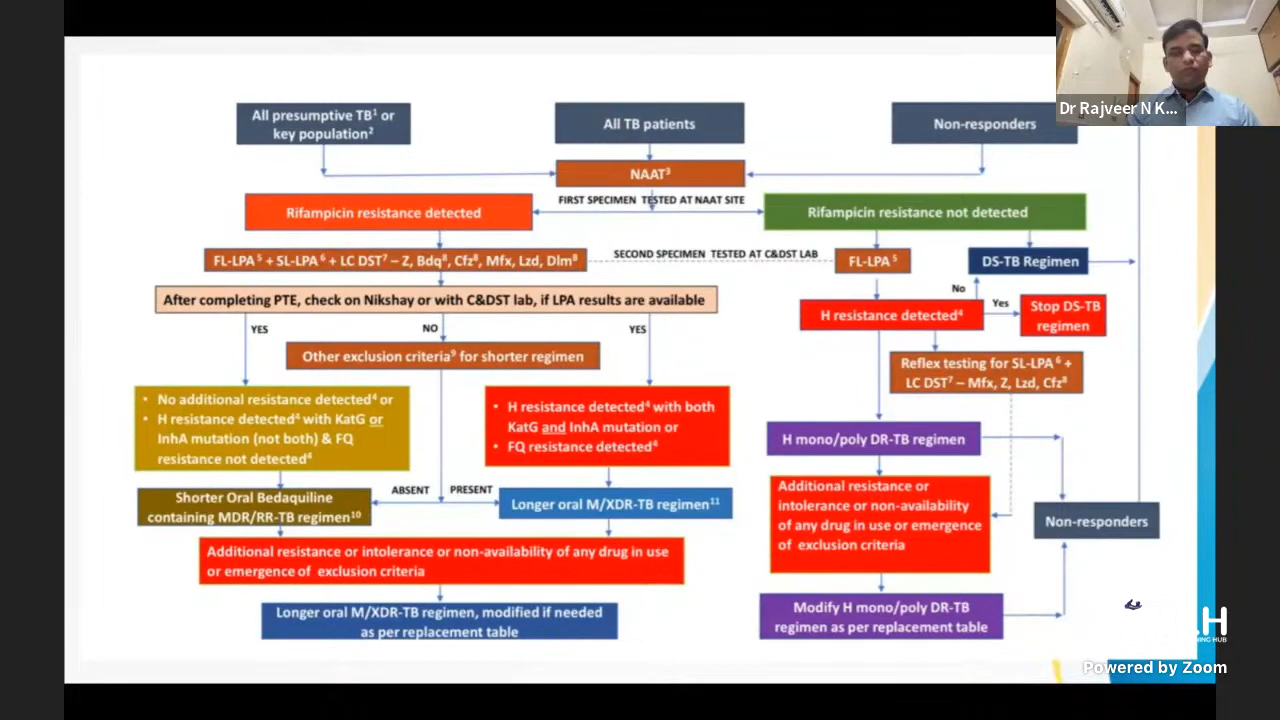 Dr Rajveer N K...
All presumptive TB¹ or
key population²
All TB patients
Non-responders
NAAT³
FIRST SPECIMEN TESTED AT NAAT SITE
Rifampicin resistance detected
Rifampicin resistance not detected
FL-LPA⁵ + SL-LPA⁶ + LC DST⁷ – Z, Bdq⁸, Cfz⁸, Mfx, Lzd, Dlm⁸
SECOND SPECIMEN TESTED AT C&DST LAB
FL-LPA⁵
DS-TB Regimen
After completing PTE, check on Nikshay or with C&DST lab, if LPA results are available
No
H resistance detected⁴
Yes
Stop DS-TB
regimen
YES
NO
YES
Other exclusion criteria⁹ for shorter regimen
Reflex testing for SL-LPA⁶ +
LC DST⁷ – Mfx, Z, Lzd, Cfz⁸
• No additional resistance detected⁴ or
• H resistance detected⁴ with KatG or
InhA mutation (not both) & FQ
resistance not detected⁴
• H resistance detected⁴ with both
KatG and InhA mutation or
• FQ resistance detected⁴
H mono/poly DR-TB regimen
ABSENT
PRESENT
Shorter Oral Bedaquiline
containing MDR/RR-TB regimen¹⁰
Longer oral M/XDR-TB regimen¹¹
Additional resistance or
intolerance or non-availability
of any drug in use or emergence
of exclusion criteria
Non-responders
Additional resistance or intolerance or non-availability of any drug in use
or emergence of exclusion criteria
Longer oral M/XDR-TB regimen, modified if needed
as per replacement table
Modify H mono/poly DR-TB
regimen as per replacement table
H
HUB
Powered by Zoom